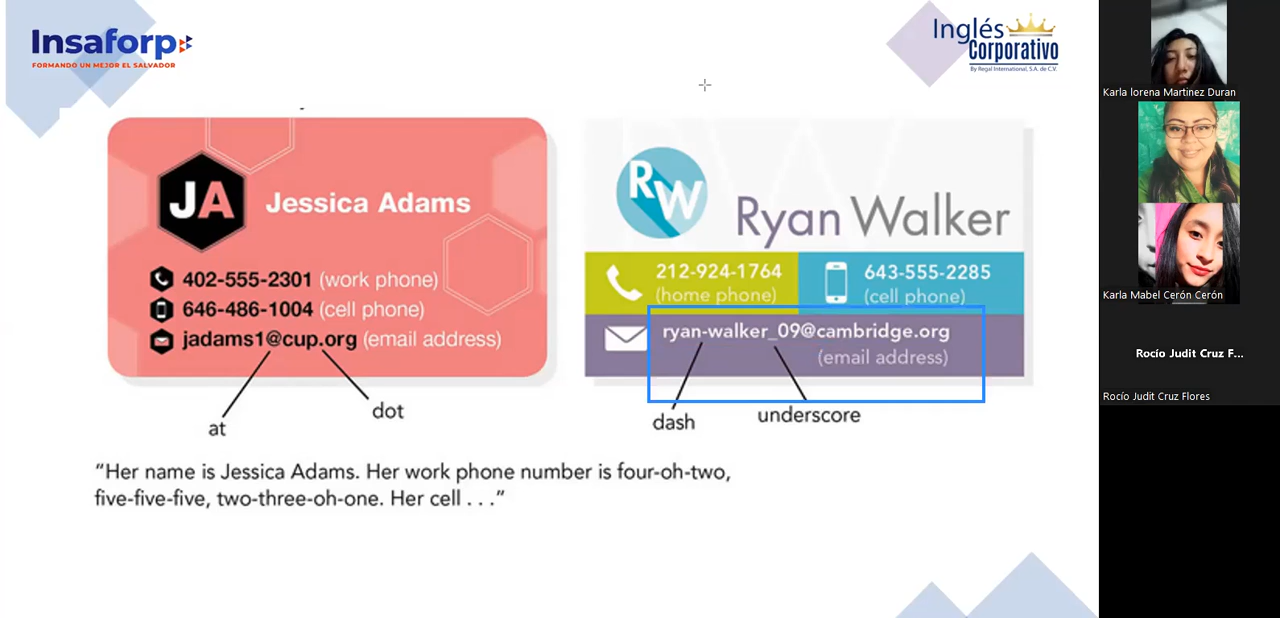 Insaforp
FORMANDO UN MEJOR EL SALVADOR
Inglés
Corporativo
By Regal International, S.A. de C.V.
JA
Jessica Adams
402-555-2301 (work phone)
646-486-1004 (cell phone)
jadams1@cup.org (email address)
at
dot
RW
Ryan Walker
212-924-1764
(home phone)
643-555-2285
(cell phone)
ryan-walker_09@cambridge.org
(email address)
dash
underscore
“Her name is Jessica Adams. Her work phone number is four-oh-two,
five-five-five, two-three-oh-one. Her cell . . .”
Karla lorena Martinez Duran
Karla Mabel Cerón Cerón
Rocío Judit Cruz F...
Rocío Judit Cruz Flores